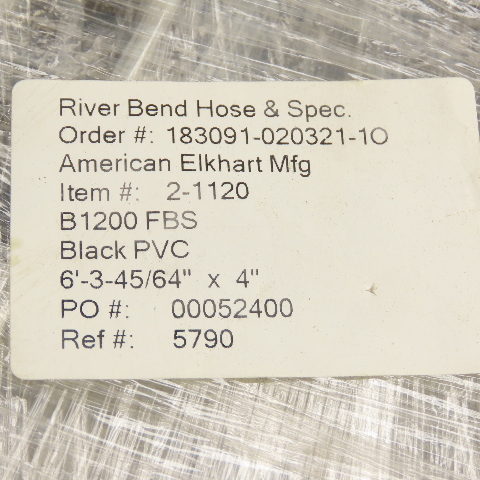 River Bend Hose & Spec.
Order #: 183091-020321-1O
American Elkhart Mfg
Item #: 2-1120
B1200 FBS
Black PVC
6'-3-45/64" x 4"
PO #: 00052400
Ref #: 5790